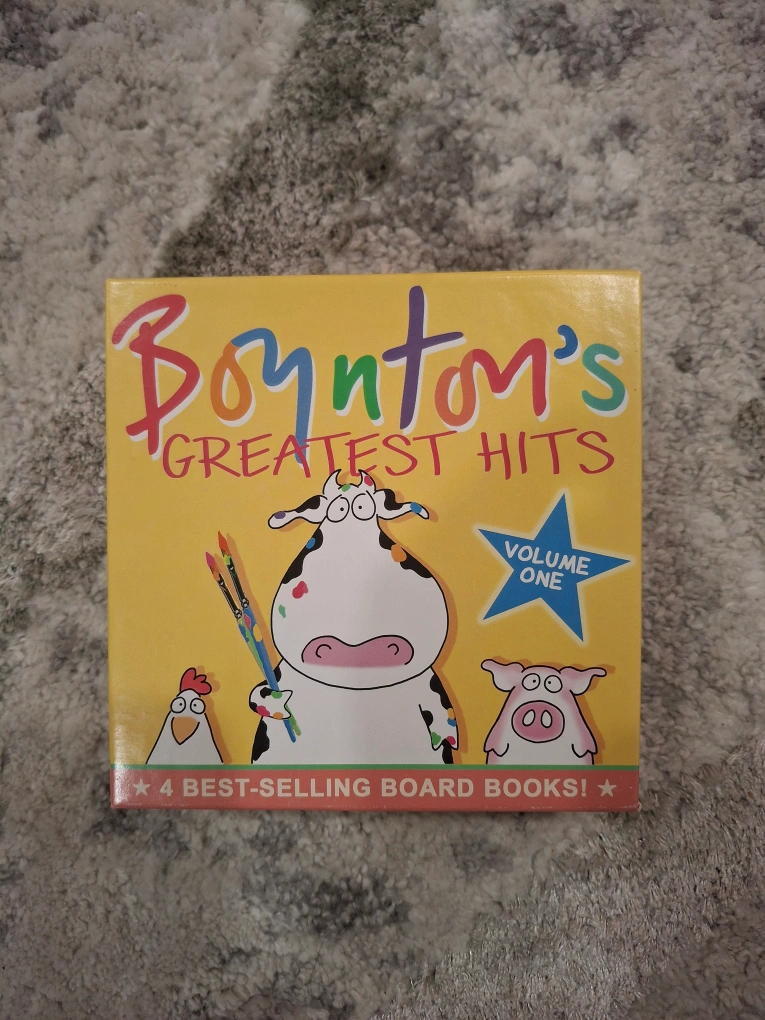 Boynton's
GREATEST HITS
VOLUME
ONE
★ 4 BEST-SELLING BOARD BOOKS! ★